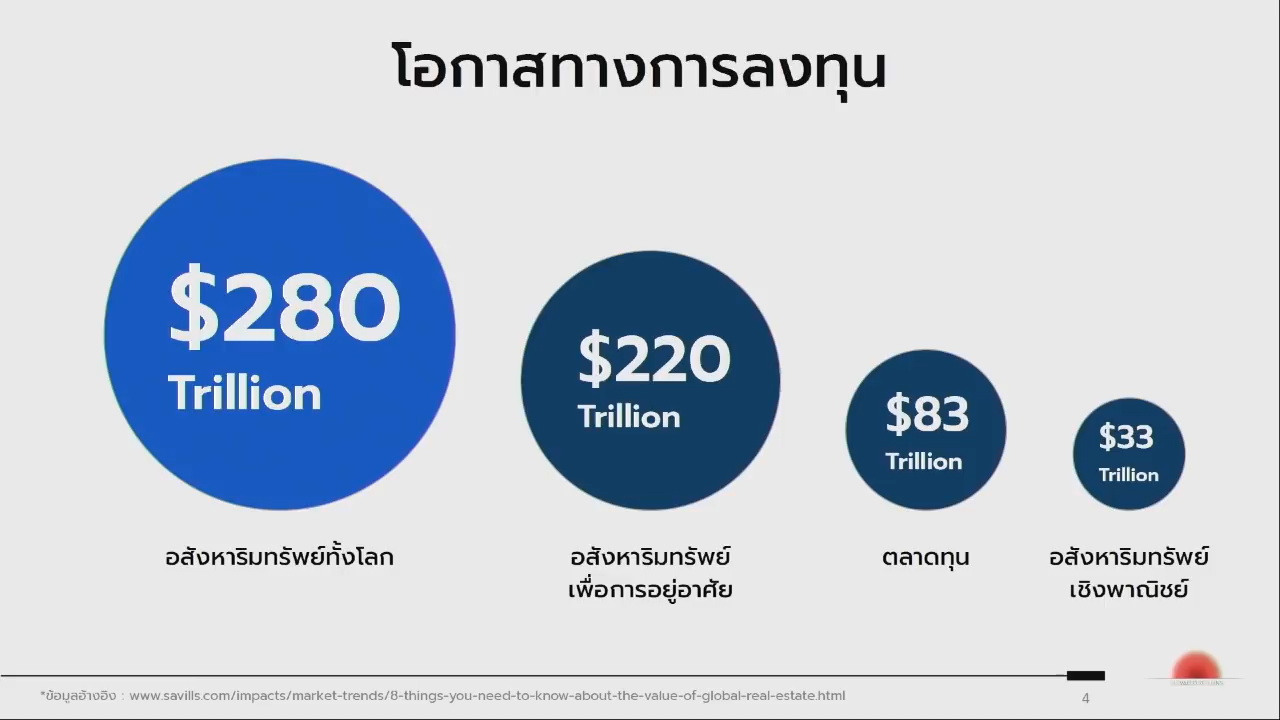 โอกาสทางการลงทุน
$280
Trillion
$220
Trillion
$83
Trillion
$33
Trillion
อสังหาริมทรัพย์ทั้งโลก
อสังหาริมทรัพย์
เพื่อการอยู่อาศัย
ตลาดทุน
อสังหาริมทรัพย์
เชิงพาณิชย์
*ข้อมูลอ้างอิง : www.savills.com/impacts/market-trends/8-things-you-need-to-know-about-the-value-of-global-real-estate.html
4